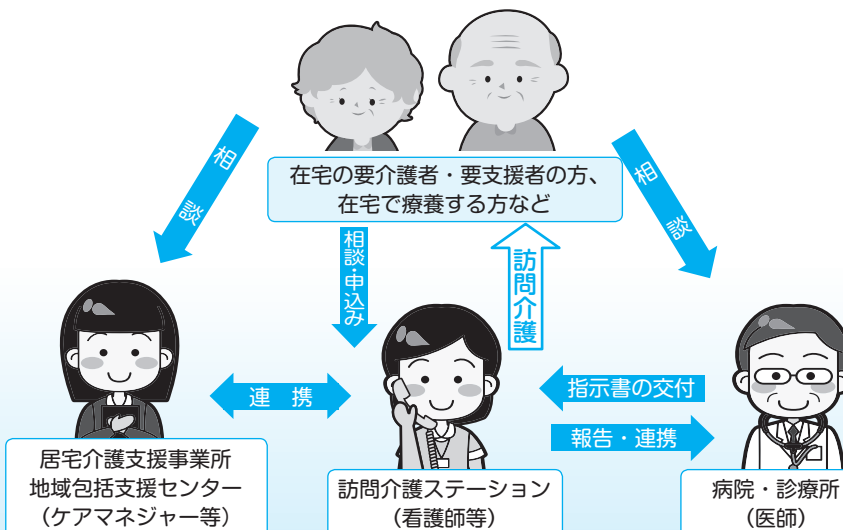 在宅の要介護者・要支援者の方、
在宅で療養する方など
相談
相談
相談・申込み
訪問介護
連 携
指示書の交付
報告・連携
居宅介護支援事業所
地域包括支援センター
（ケアマネジャー等）
訪問介護ステーション
（看護師等）
病院・診療所
（医師）